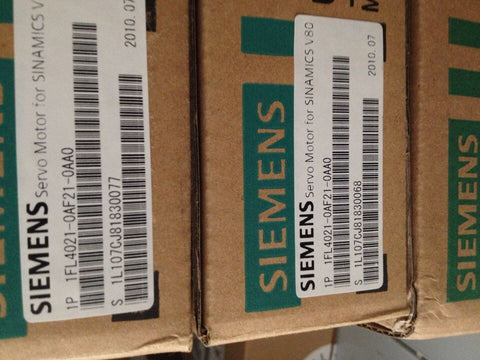 SIEMENS Servo Motor for SINAMICS V80
1P 1FL4021-0AF21-0AA0
S 1L107CJ81830077
2010.07
SIEMENS
SIEMENS Servo Motor for SINAMICS V80
1P 1FL4021-0AF21-0AA0
S 1L107CJ81830068
2010.07
SIEMENS